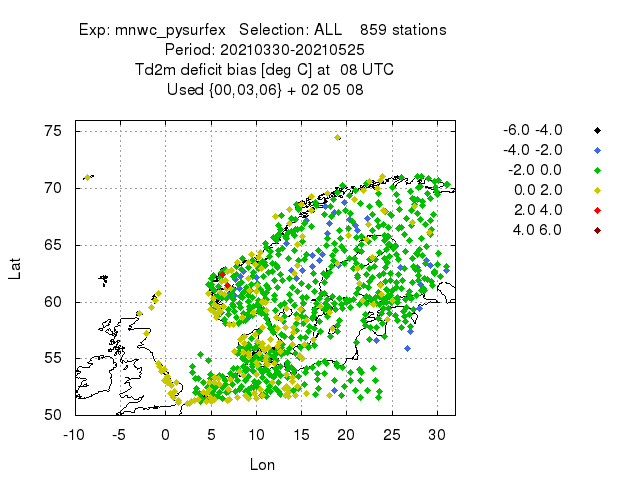 Exp: mnwc_pysurfex   Selection: ALL    859 stations
Period: 20210330-20210525
Td2m deficit bias [deg C] at  08 UTC
Used {00,03,06} + 02 05 08
-6.0 -4.0
-4.0 -2.0
-2.0 0.0
0.0 2.0
2.0 4.0
4.0 6.0
75
70
65
60
55
50
Lat
-10 -5 0 5 10 15 20 25 30
Lon